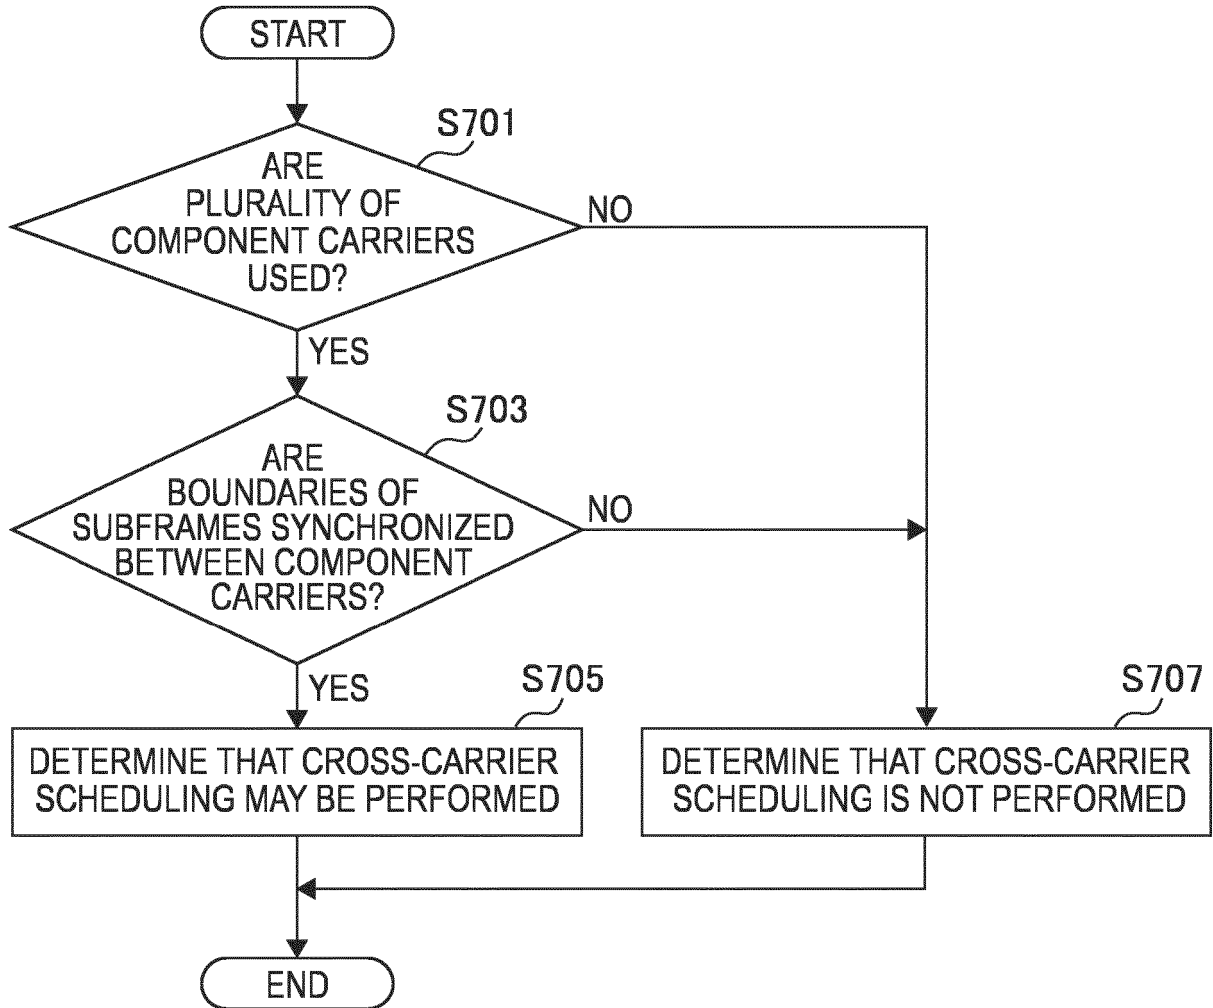 START
S701
ARE
PLURALITY OF
COMPONENT CARRIERS
USED?
NO
YES
S703
ARE
BOUNDARIES OF
SUBFRAMES SYNCHRONIZED
BETWEEN COMPONENT
CARRIERS?
NO
YES
S705
DETERMINE THAT CROSS-CARRIER
SCHEDULING MAY BE PERFORMED
S707
DETERMINE THAT CROSS-CARRIER
SCHEDULING IS NOT PERFORMED
END